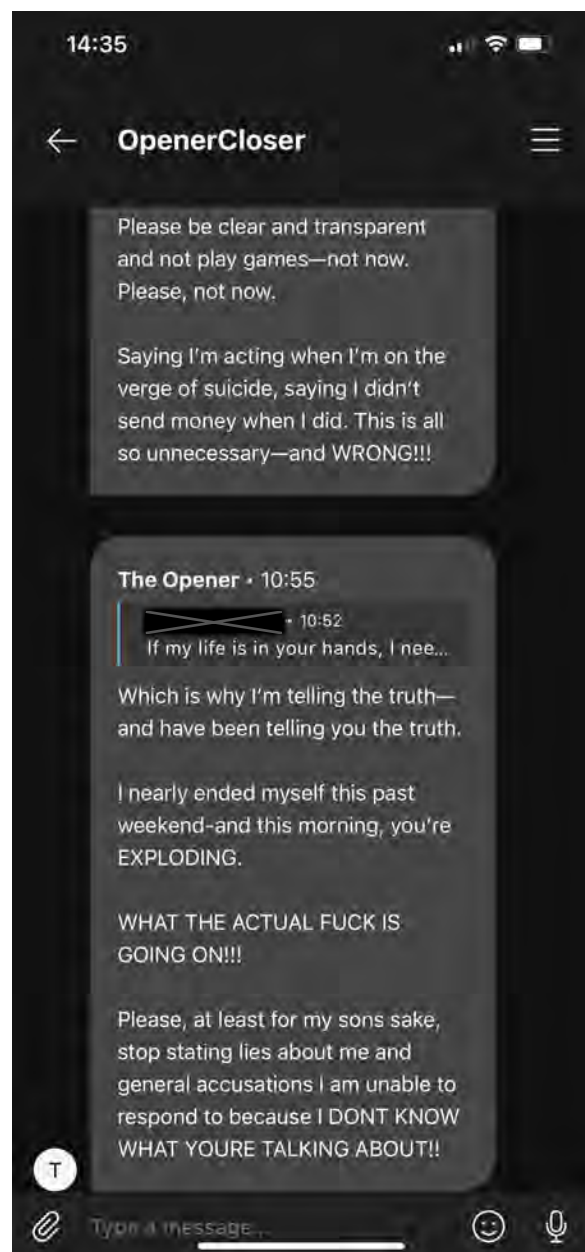 14:35
OpenerCloser
Please be clear and transparent
and not play games—not now.
Please, not now.
Saying I'm acting when I'm on the
verge of suicide, saying I didn't
send money when I did. This is all
so unnecessary—and WRONG!!!
The Opener • 10:55
• 10:52
If my life is in your hands, I nee...
Which is why I'm telling the truth—
and have been telling you the truth.
I nearly ended myself this past
weekend-and this morning, you're
EXPLODING.
WHAT THE ACTUAL FUCK IS
GOING ON!!!
Please, at least for my sons sake,
stop stating lies about me and
general accusations I am unable to
respond to because I DONT KNOW
WHAT YOURE TALKING ABOUT!!
T
Type a message...